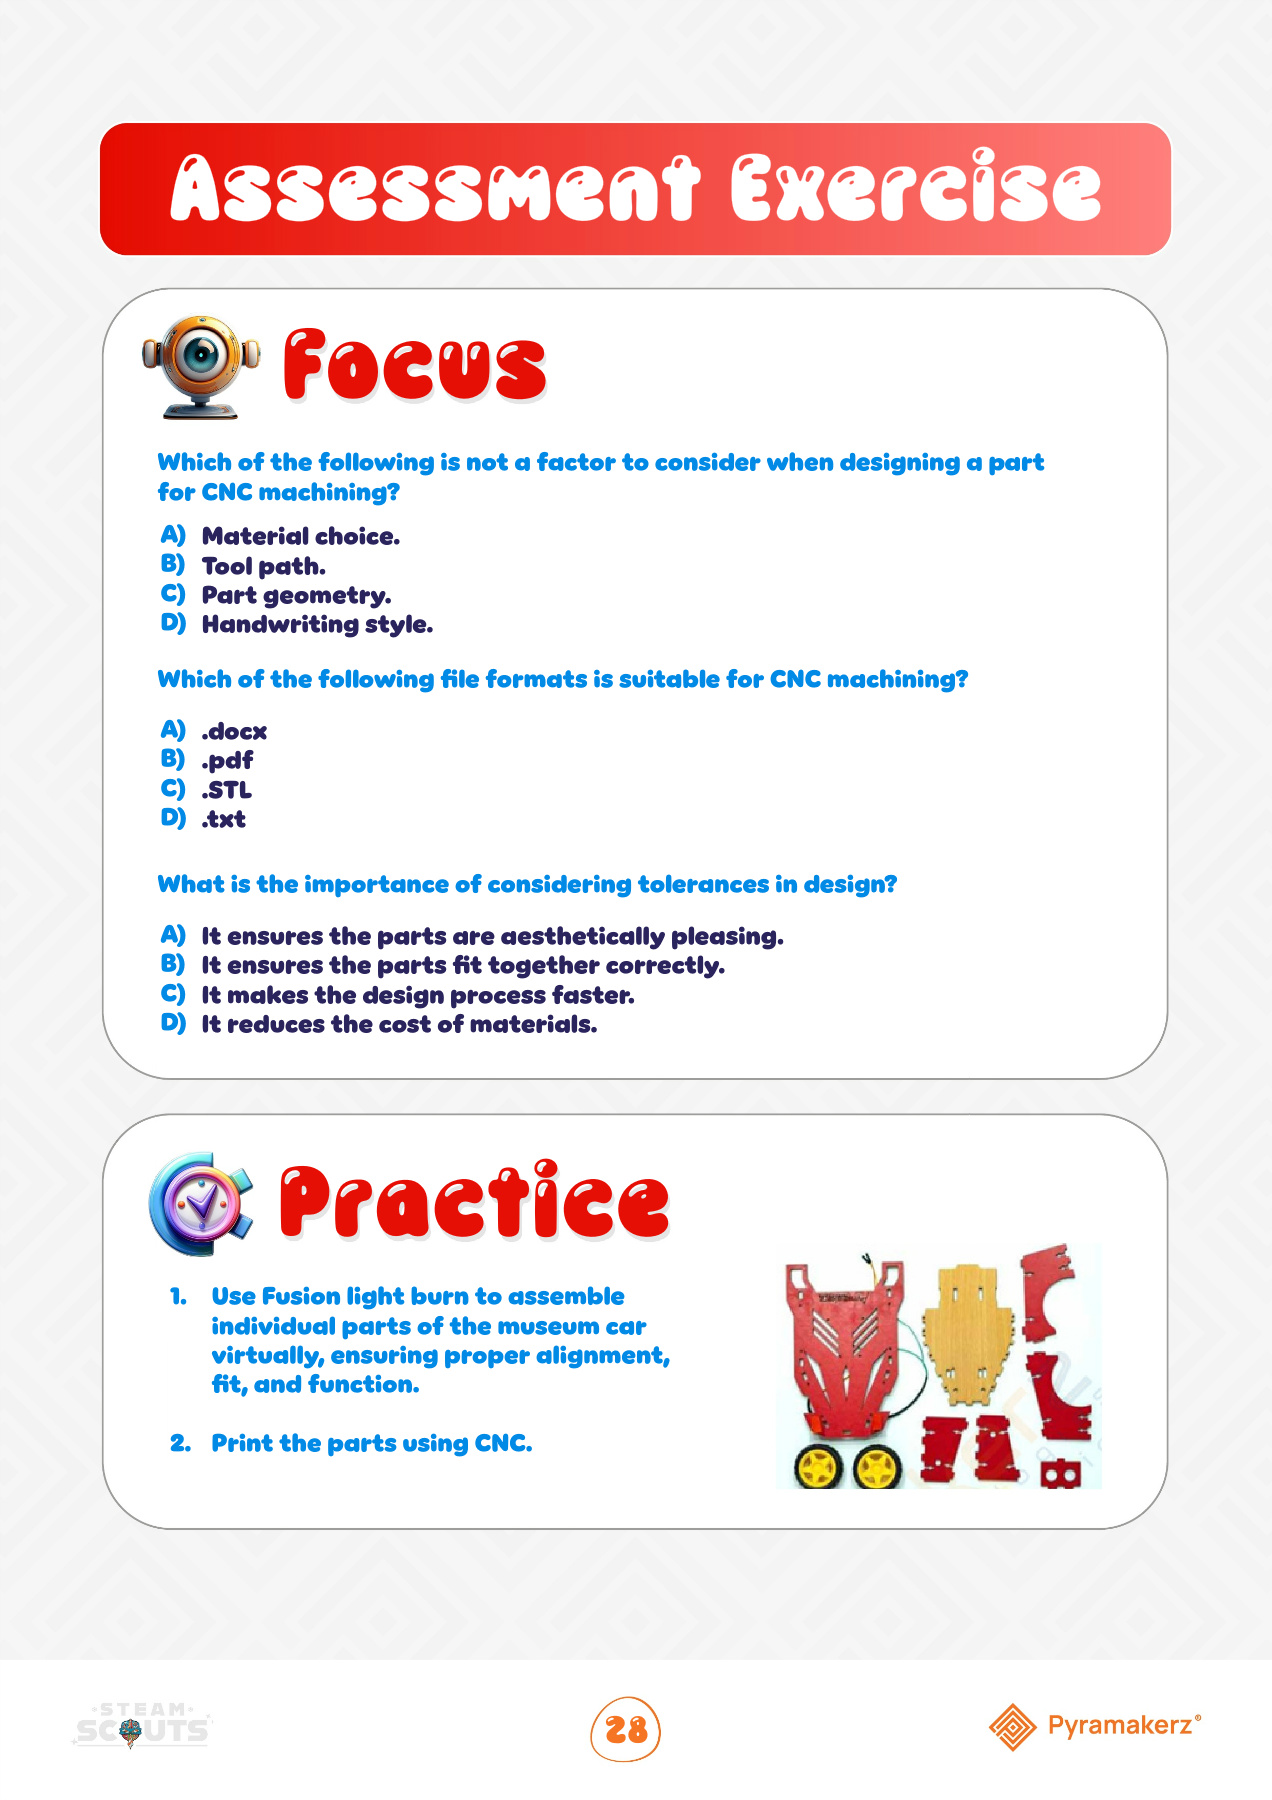 Assessment Exercise
Focus
Which of the following is not a factor to consider when designing a part
for CNC machining?
A) Material choice.
B) Tool path.
C) Part geometry.
D) Handwriting style.
Which of the following file formats is suitable for CNC machining?
A) .docx
B) .pdf
C) .STL
D) .txt
What is the importance of considering tolerances in design?
A) It ensures the parts are aesthetically pleasing.
B) It ensures the parts fit together correctly.
C) It makes the design process faster.
D) It reduces the cost of materials.
Practice
1. Use Fusion light burn to assemble
individual parts of the museum car
virtually, ensuring proper alignment,
fit, and function.
2. Print the parts using CNC.
STEAM
SCOUTS
28
Pyramakerz®